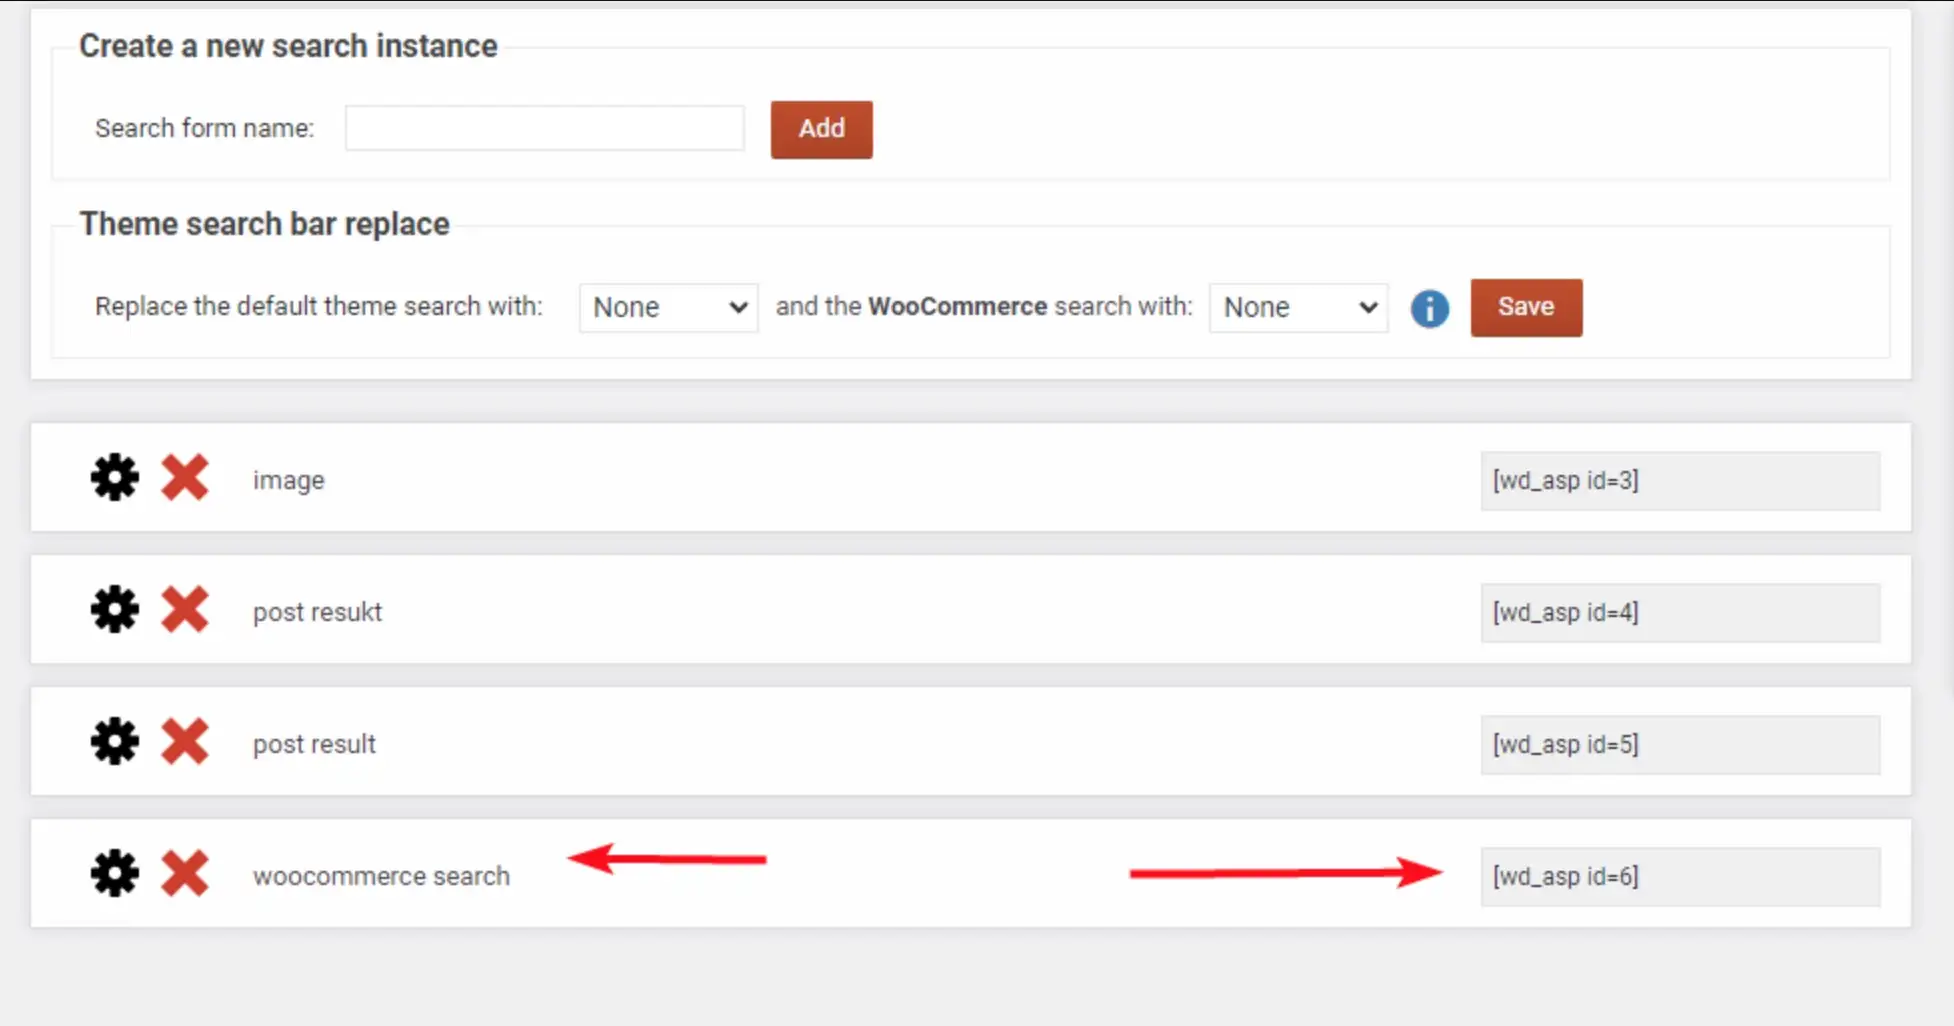 Create a new search instance
Search form name: Add
Theme search bar replace
Replace the default theme search with: None and the WooCommerce search with: None i Save
image [wd_asp id=3]
post resukt [wd_asp id=4]
post result [wd_asp id=5]
woocommerce search [wd_asp id=6]